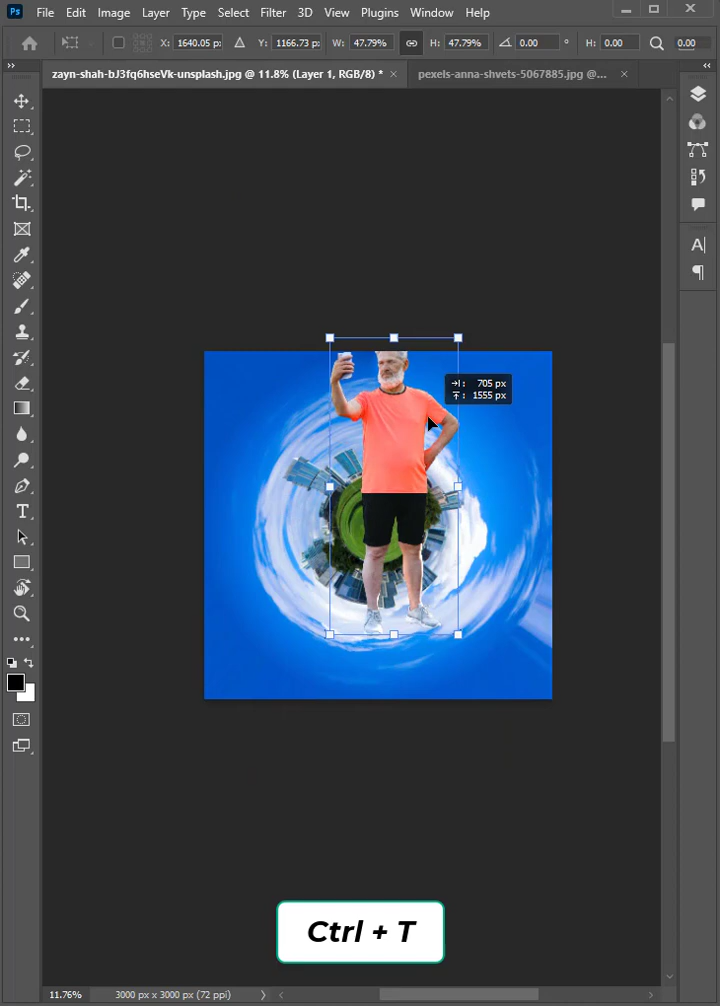 Ps File Edit Image Layer Type Select Filter 3D View Plugins Window Help
X: 1640.05 px Y: 1166.73 px W: 47.79% H: 47.79% 0.00 ° H: 0.00 0.00
zayn-shah-bJ3fq6hseVk-unsplash.jpg @ 11.8% (Layer 1, RGB/8) * × pexels-anna-shvets-5067885.jpg @... ×
: 705 px
: 1555 px
Ctrl + T
11.76% 3000 px x 3000 px (72 ppi)